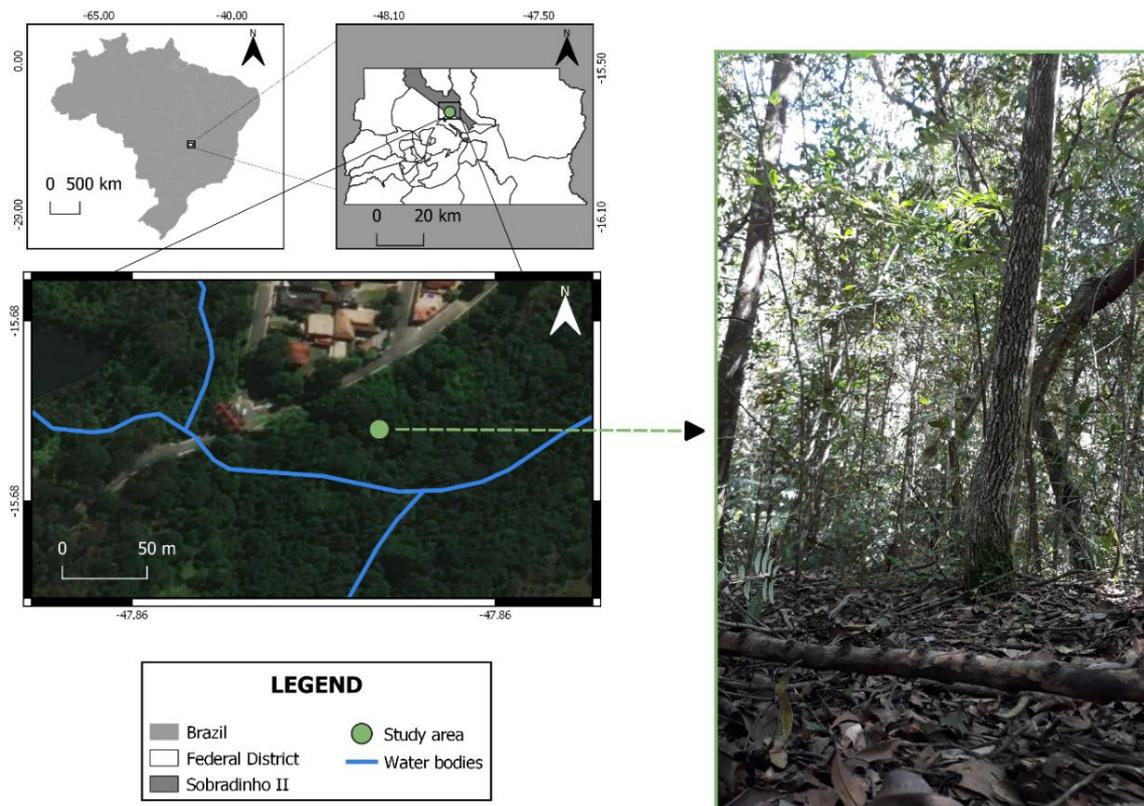 -65.00
-40.00
0.00
-29.00
N
0 500 km
-48.10
-47.50
-15.50
-16.10
N
0 20 km
-15.68
-15.68
N
0 50 m
-47.86
-47.86
LEGEND
Brazil
Federal District
Sobradinho II
Study area
Water bodies